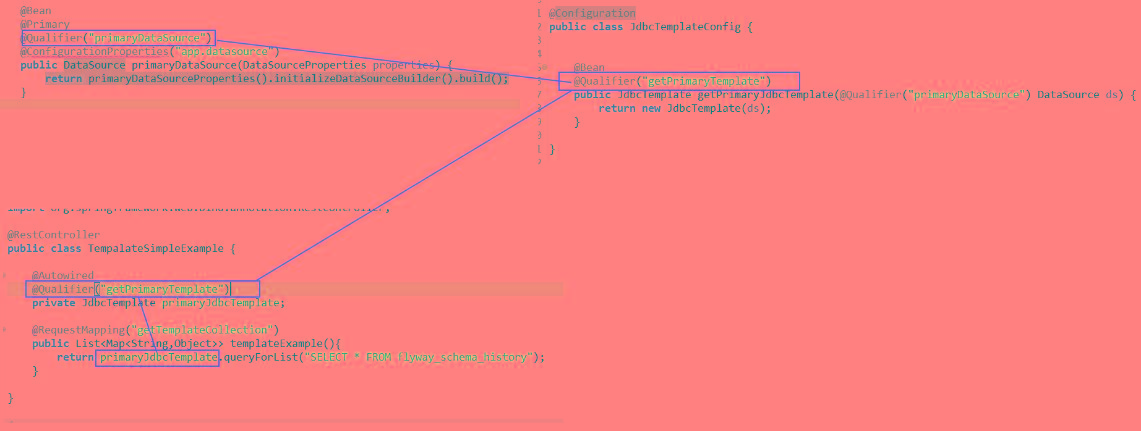 @Bean
@Primary
@Qualifier("primaryDataSource")
@ConfigurationProperties("app.datasource")
public DataSource primaryDataSource(DataSourceProperties properties) {
return primaryDataSourceProperties().initializeDataSourceBuilder().build();
}
@Configuration
public class JdbcTemplateConfig {
@Bean
@Qualifier("getPrimaryTemplate")
public JdbcTemplate getPrimaryJdbcTemplate(@Qualifier("primaryDataSource") DataSource ds) {
return new JdbcTemplate(ds);
}
}
import org.springframework.web.bind.annotation.RestController;
@RestController
public class TempalateSimpleExample {
@Autowired
@Qualifier("getPrimaryTemplate")
private JdbcTemplate primaryJdbcTemplate;
@RequestMapping("getTemplateCollection")
public List<Map<String,Object>> templateExample(){
return primaryJdbcTemplate.queryForList("SELECT * FROM flyway_schema_history");
}
}